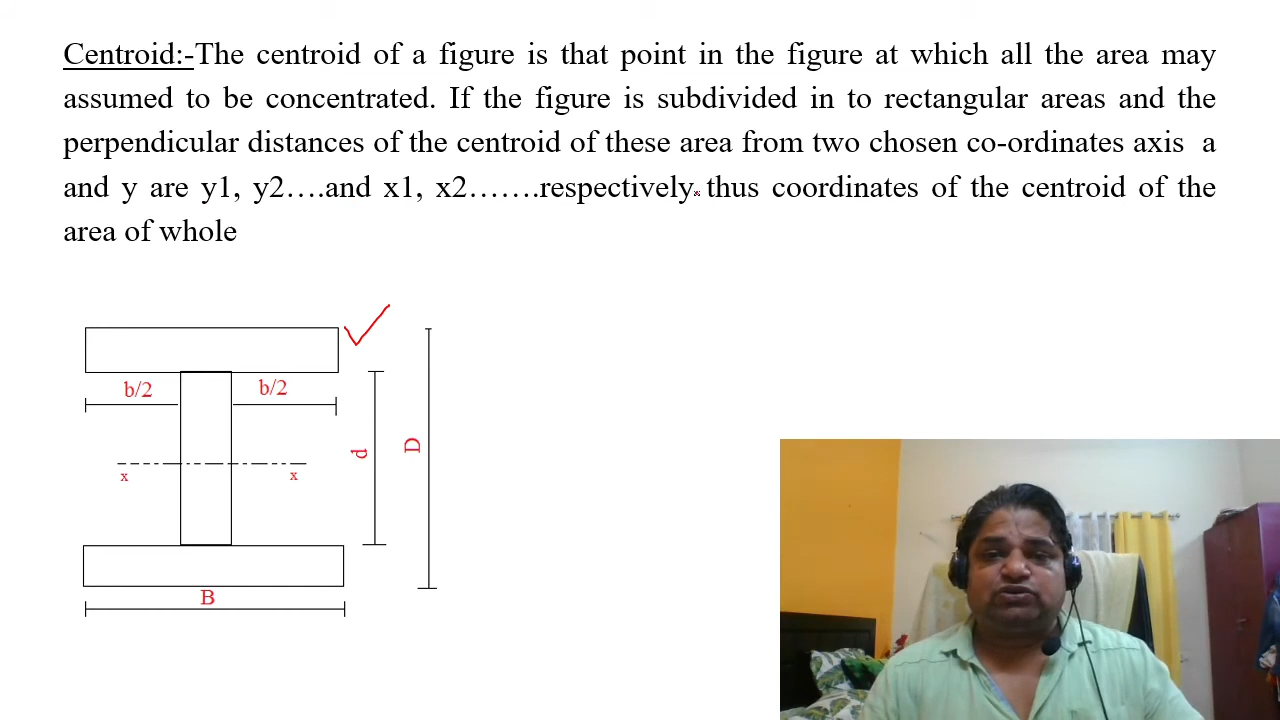 Centroid:-The centroid of a figure is that point in the figure at which all the area may
assumed to be concentrated. If the figure is subdivided in to rectangular areas and the
perpendicular distances of the centroid of these area from two chosen co-ordinates axis a
and y are y1, y2….and x1, x2…….respectively. thus coordinates of the centroid of the
area of whole
b/2
b/2
d
D
x
x
B